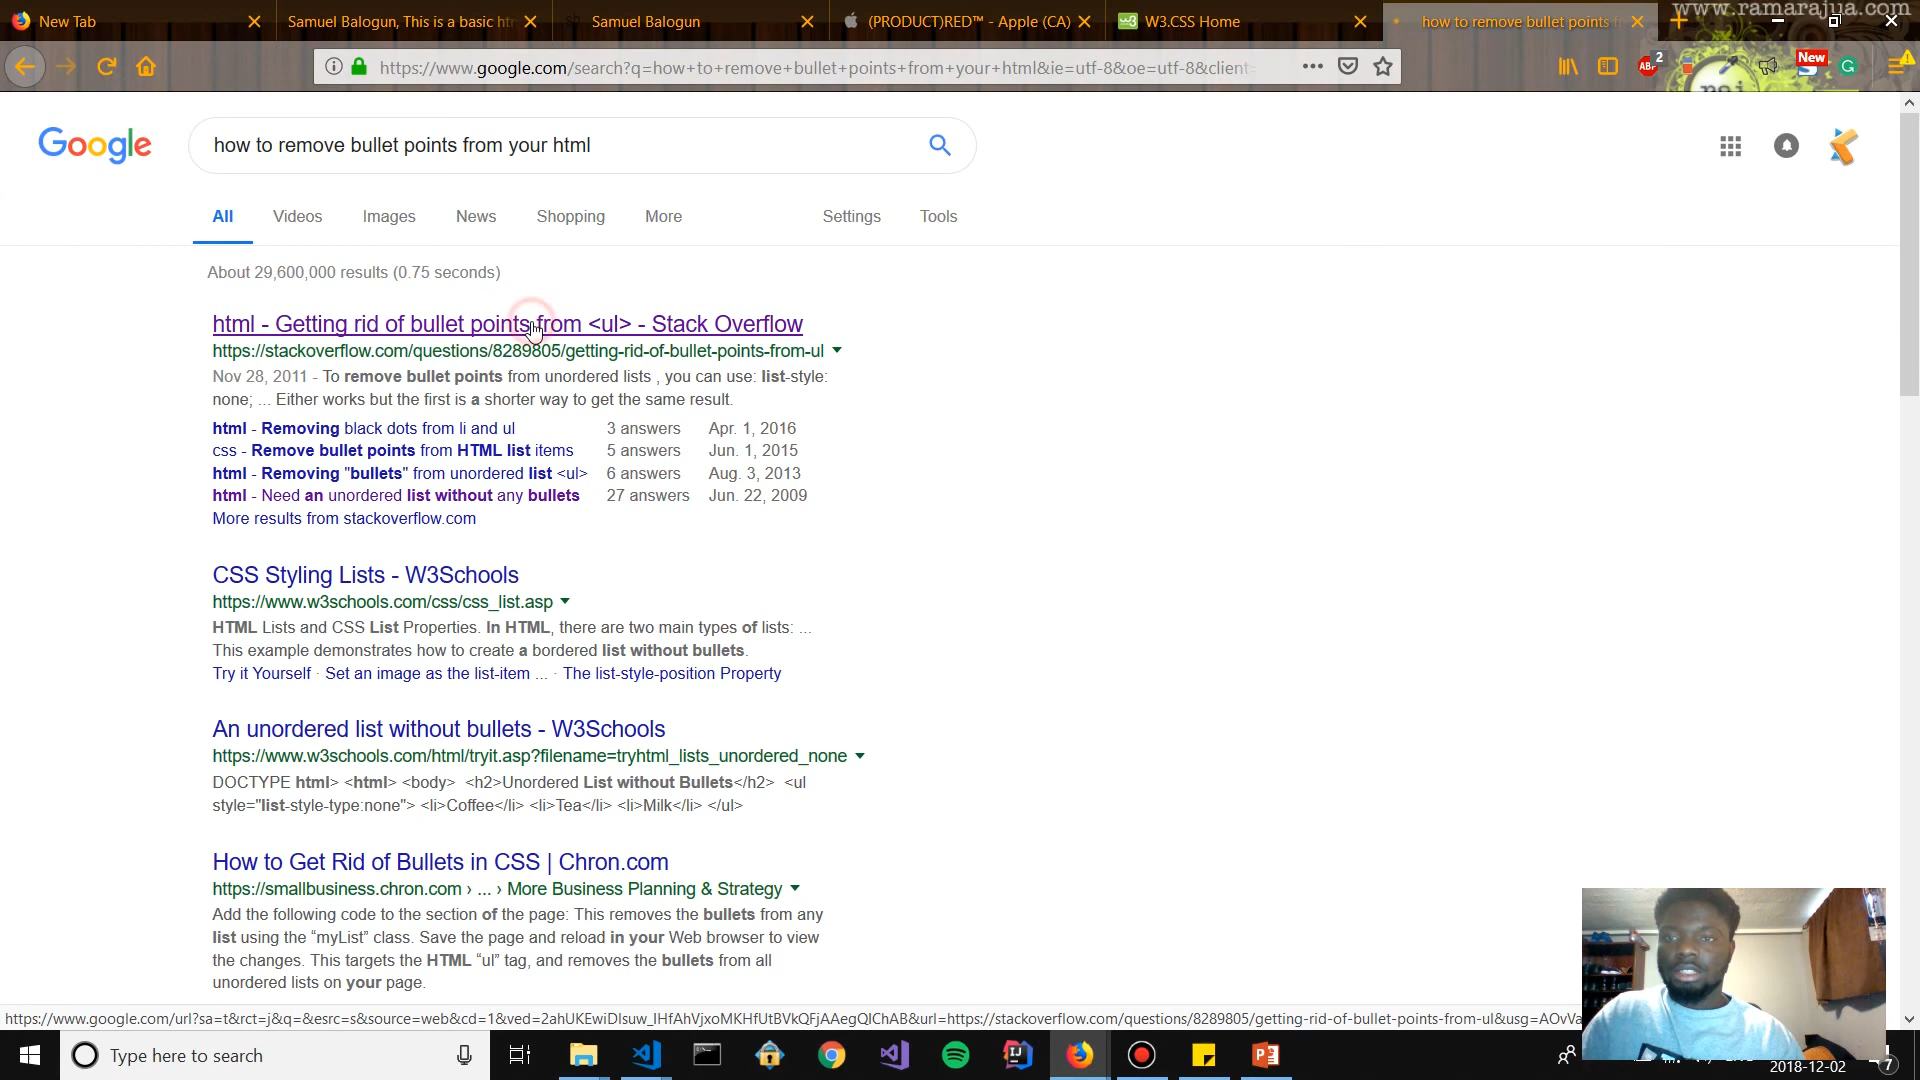 New Tab
Samuel Balogun, This is a basic ht
Samuel Balogun
(PRODUCT)RED™ - Apple (CA)
W3.CSS Home
how to remove bullet points f
www.ramarajua.com
https://www.google.com/search?q=how+to+remove+bullet+points+from+your+html&ie=utf-8&oe=utf-8&client=
ABP
2
New
Google
how to remove bullet points from your html
All
Videos
Images
News
Shopping
More
Settings
Tools
About 29,600,000 results (0.75 seconds)
html - Getting rid of bullet points from <ul> - Stack Overflow
https://stackoverflow.com/questions/8289805/getting-rid-of-bullet-points-from-ul
Nov 28, 2011 - To remove bullet points from unordered lists , you can use: list-style:
none; ... Either works but the first is a shorter way to get the same result.
html - Removing black dots from li and ul 3 answers Apr. 1, 2016
css - Remove bullet points from HTML list items 5 answers Jun. 1, 2015
html - Removing "bullets" from unordered list <ul> 6 answers Aug. 3, 2013
html - Need an unordered list without any bullets 27 answers Jun. 22, 2009
More results from stackoverflow.com
CSS Styling Lists - W3Schools
https://www.w3schools.com/css/css_list.asp
HTML Lists and CSS List Properties. In HTML, there are two main types of lists: ...
This example demonstrates how to create a bordered list without bullets.
Try it Yourself · Set an image as the list-item ... · The list-style-position Property
An unordered list without bullets - W3Schools
https://www.w3schools.com/html/tryit.asp?filename=tryhtml_lists_unordered_none
DOCTYPE html> <html> <body> <h2>Unordered List without Bullets</h2> <ul
style="list-style-type:none"> <li>Coffee</li> <li>Tea</li> <li>Milk</li> </ul>
How to Get Rid of Bullets in CSS | Chron.com
https://smallbusiness.chron.com › ... › More Business Planning & Strategy
Add the following code to the section of the page: This removes the bullets from any
list using the “myList” class. Save the page and reload in your Web browser to view
the changes. This targets the HTML “ul” tag, and removes the bullets from all
unordered lists on your page.
https://www.google.com/url?sa=t&rct=j&q=&esrc=s&source=web&cd=1&ved=2ahUKEwiDlsuw_IHfAhVjxoMKHfUtBVkQFjAAegQIChAB&url=https://stackoverflow.com/questions/8289805/getting-rid-of-bullet-points-from-ul&usg=AOvVa
Type here to search
2018-12-02
7